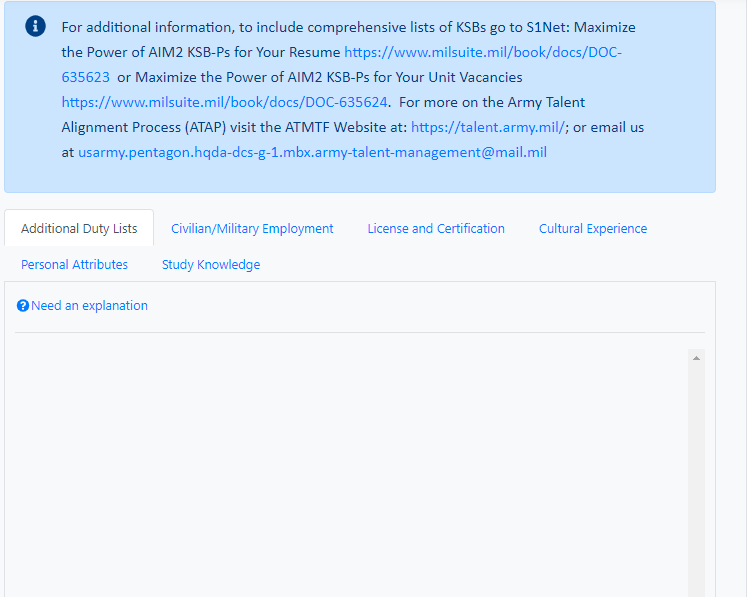 For additional information, to include comprehensive lists of KSBs go to S1Net: Maximize
the Power of AIM2 KSB-Ps for Your Resume https://www.milsuite.mil/book/docs/DOC-
635623 or Maximize the Power of AIM2 KSB-Ps for Your Unit Vacancies
https://www.milsuite.mil/book/docs/DOC-635624. For more on the Army Talent
Alignment Process (ATAP) visit the ATMTF Website at: https://talent.army.mil/; or email us
at usarmy.pentagon.hqda-dcs-g-1.mbx.army-talent-management@mail.mil
Additional Duty Lists Civilian/Military Employment License and Certification Cultural Experience
Personal Attributes Study Knowledge
Need an explanation